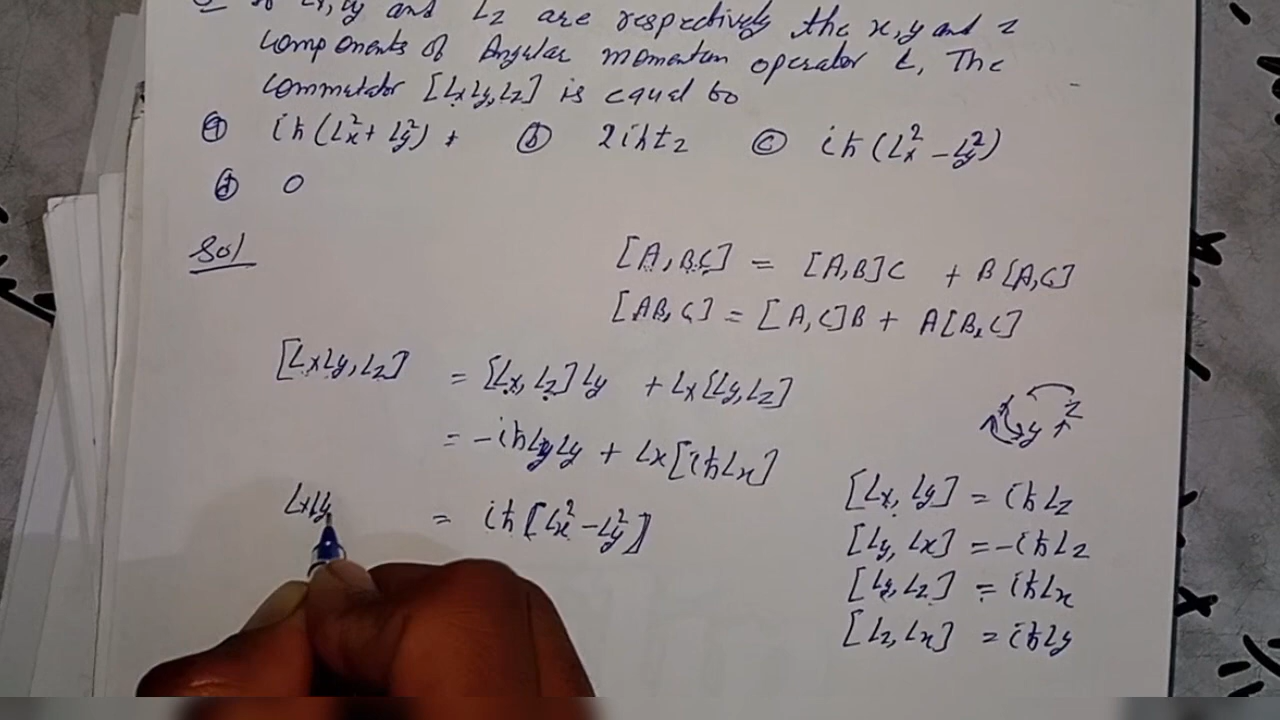 Lx, Ly and Lz are respectively the x, y and z
components of Angular momentum operator L, The
commutator [LxLy, Lz] is equal to
ⓐ iħ(Lx² + Ly²) ⓑ 2iħLz ⓒ iħ(Lx² - Ly²)
ⓓ 0
Sol
[A, BC] = [A,B]C + B[A,C]
[AB, C] = [A,C]B + A[B,C]
[LxLy, Lz] = [Lx, Lz]Ly + Lx[Ly, Lz]
= -iħLyLy + Lx[iħLx]
= iħ[Lx² - Ly²]
LxLy
x y z
[Lx, Ly] = iħLz
[Ly, Lx] = -iħLz
[Ly, Lz] = iħLx
[Lz, Lx] = iħLy